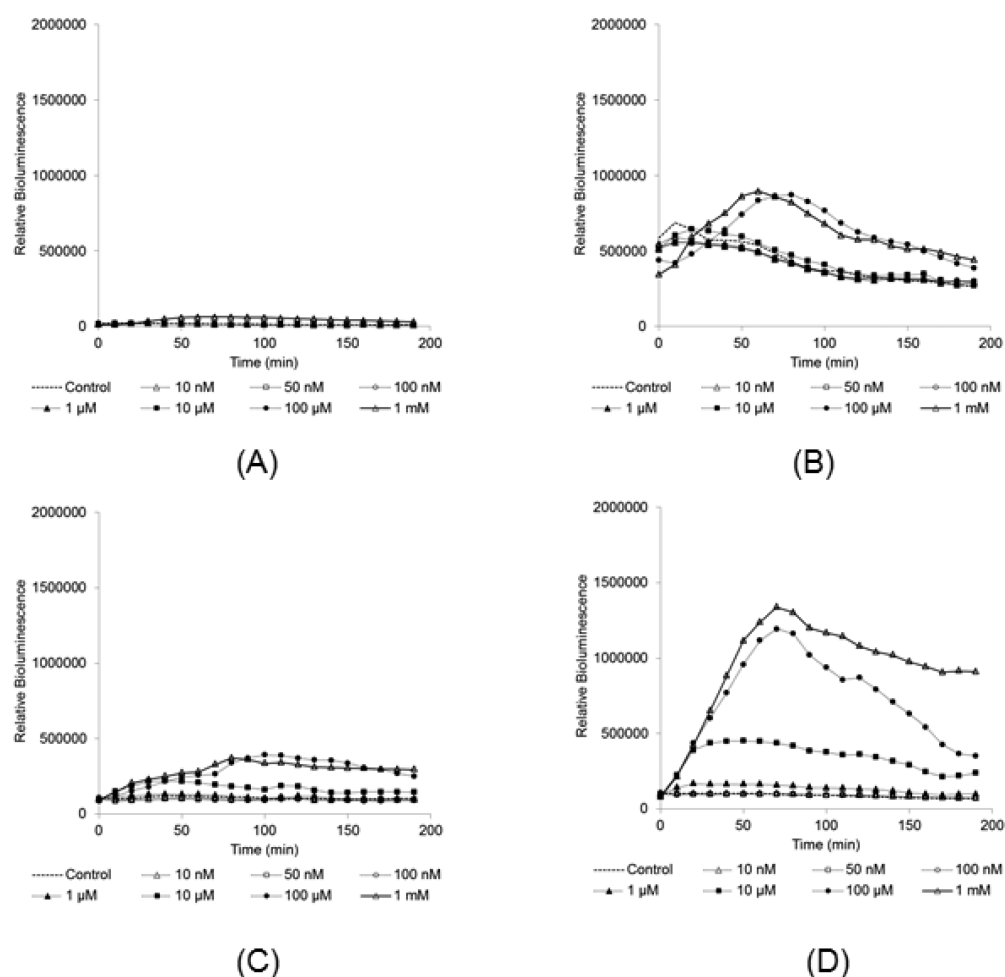 2000000
1500000
1000000
500000
0
Relative Bioluminescence
0 50 100 150 200
Time (min)
Control 10 nM 50 nM 100 nM
1 µM 10 µM 100 µM 1 mM
(A)
2000000
1500000
1000000
500000
0
Relative Bioluminescence
0 50 100 150 200
Time (min)
Control 10 nM 50 nM 100 nM
1 µM 10 µM 100 µM 1 mM
(B)
2000000
1500000
1000000
500000
0
Relative Bioluminescence
0 50 100 150 200
Time (min)
Control 10 nM 50 nM 100 nM
1 µM 10 µM 100 µM 1 mM
(C)
2000000
1500000
1000000
500000
0
Relative Bioluminescence
0 50 100 150 200
Time (min)
Control 10 nM 50 nM 100 nM
1 µM 10 µM 100 µM 1 mM
(D)